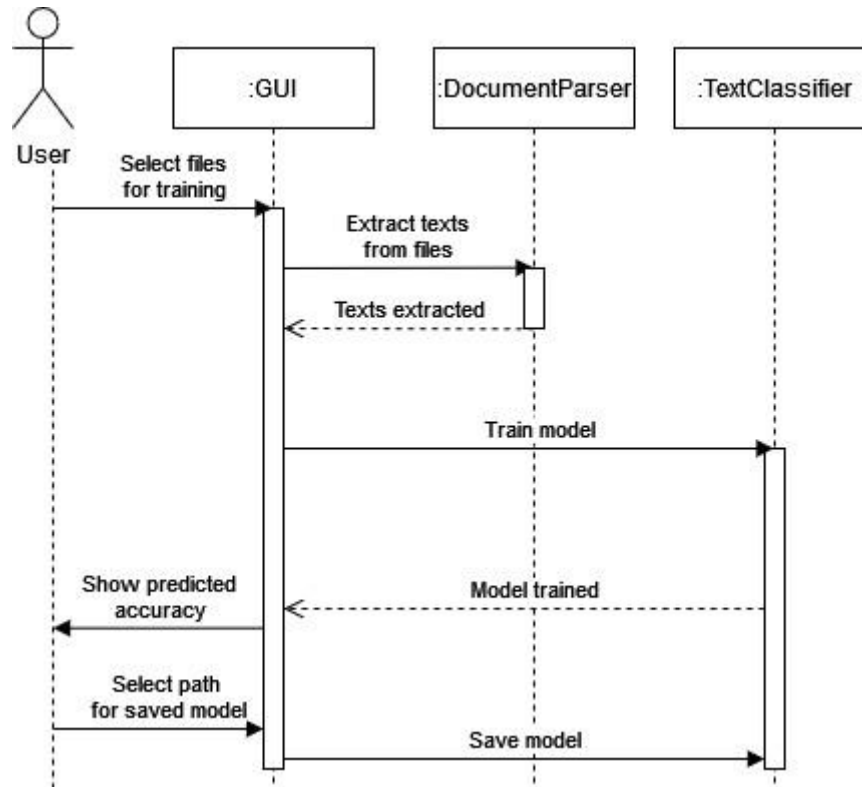 :GUI
:DocumentParser
:TextClassifier
User
Select files
for training
Extract texts
from files
Texts extracted
Train model
Model trained
Show predicted
accuracy
Select path
for saved model
Save model